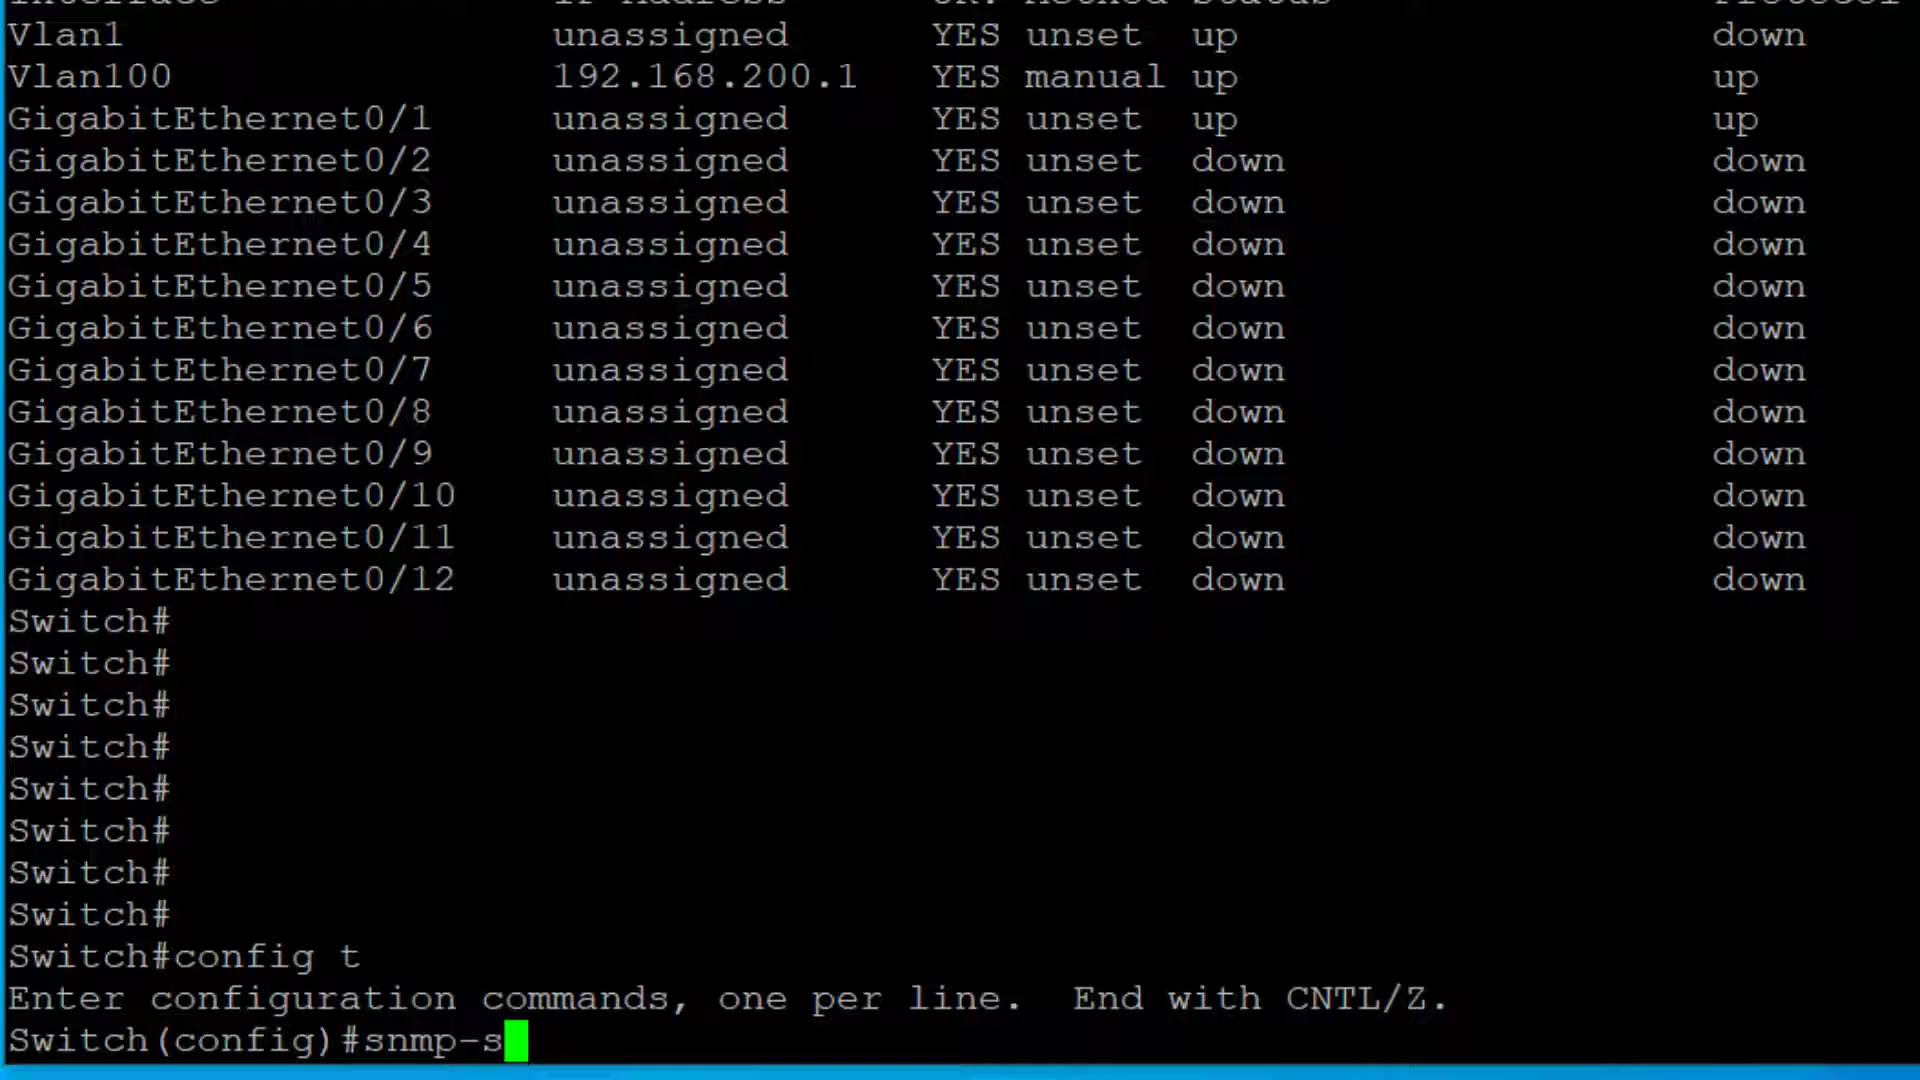 Vlan1 unassigned YES unset up down
Vlan100 192.168.200.1 YES manual up up
GigabitEthernet0/1 unassigned YES unset up up
GigabitEthernet0/2 unassigned YES unset down down
GigabitEthernet0/3 unassigned YES unset down down
GigabitEthernet0/4 unassigned YES unset down down
GigabitEthernet0/5 unassigned YES unset down down
GigabitEthernet0/6 unassigned YES unset down down
GigabitEthernet0/7 unassigned YES unset down down
GigabitEthernet0/8 unassigned YES unset down down
GigabitEthernet0/9 unassigned YES unset down down
GigabitEthernet0/10 unassigned YES unset down down
GigabitEthernet0/11 unassigned YES unset down down
GigabitEthernet0/12 unassigned YES unset down down
Switch#
Switch#
Switch#
Switch#
Switch#
Switch#
Switch#
Switch#
Switch#config t
Enter configuration commands, one per line.  End with CNTL/Z.
Switch(config)#snmp-s